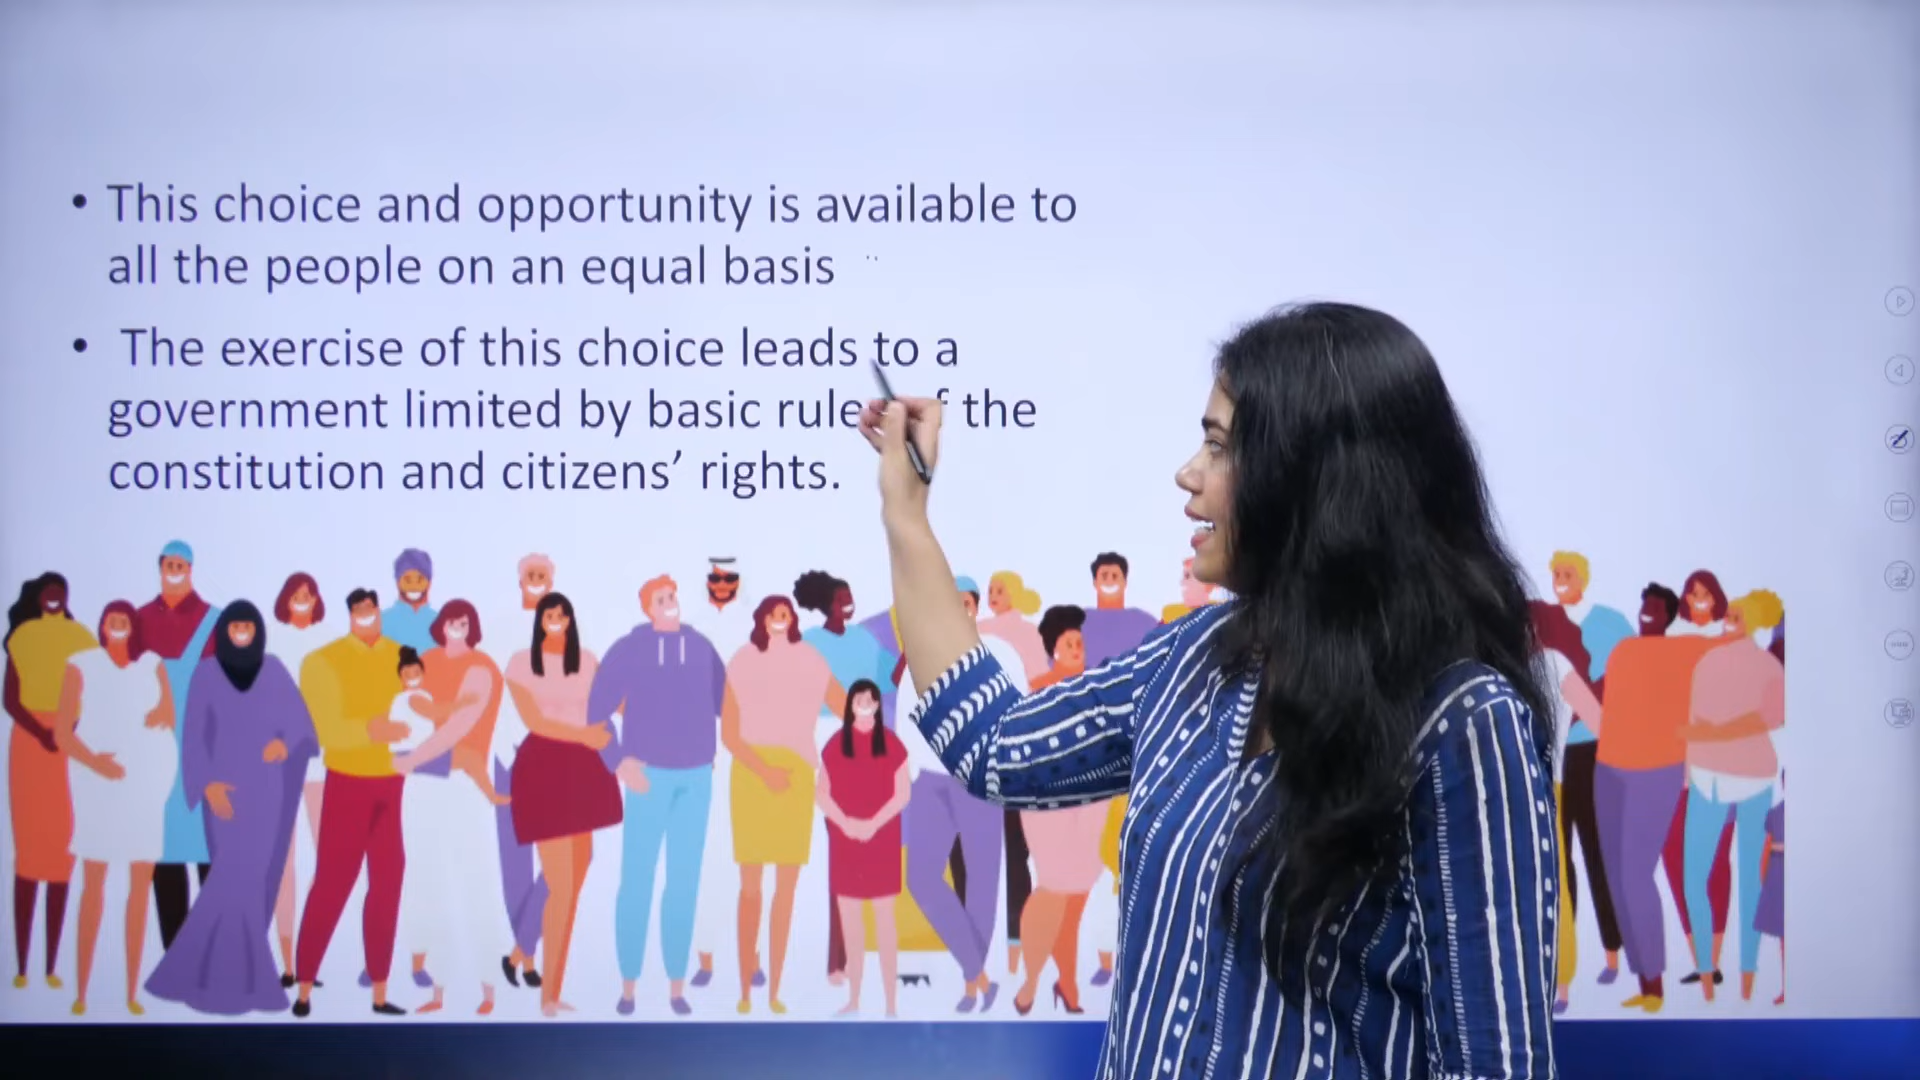 • This choice and opportunity is available to
all the people on an equal basis
• The exercise of this choice leads to a
government limited by basic the
constitution and citizens’ rights.